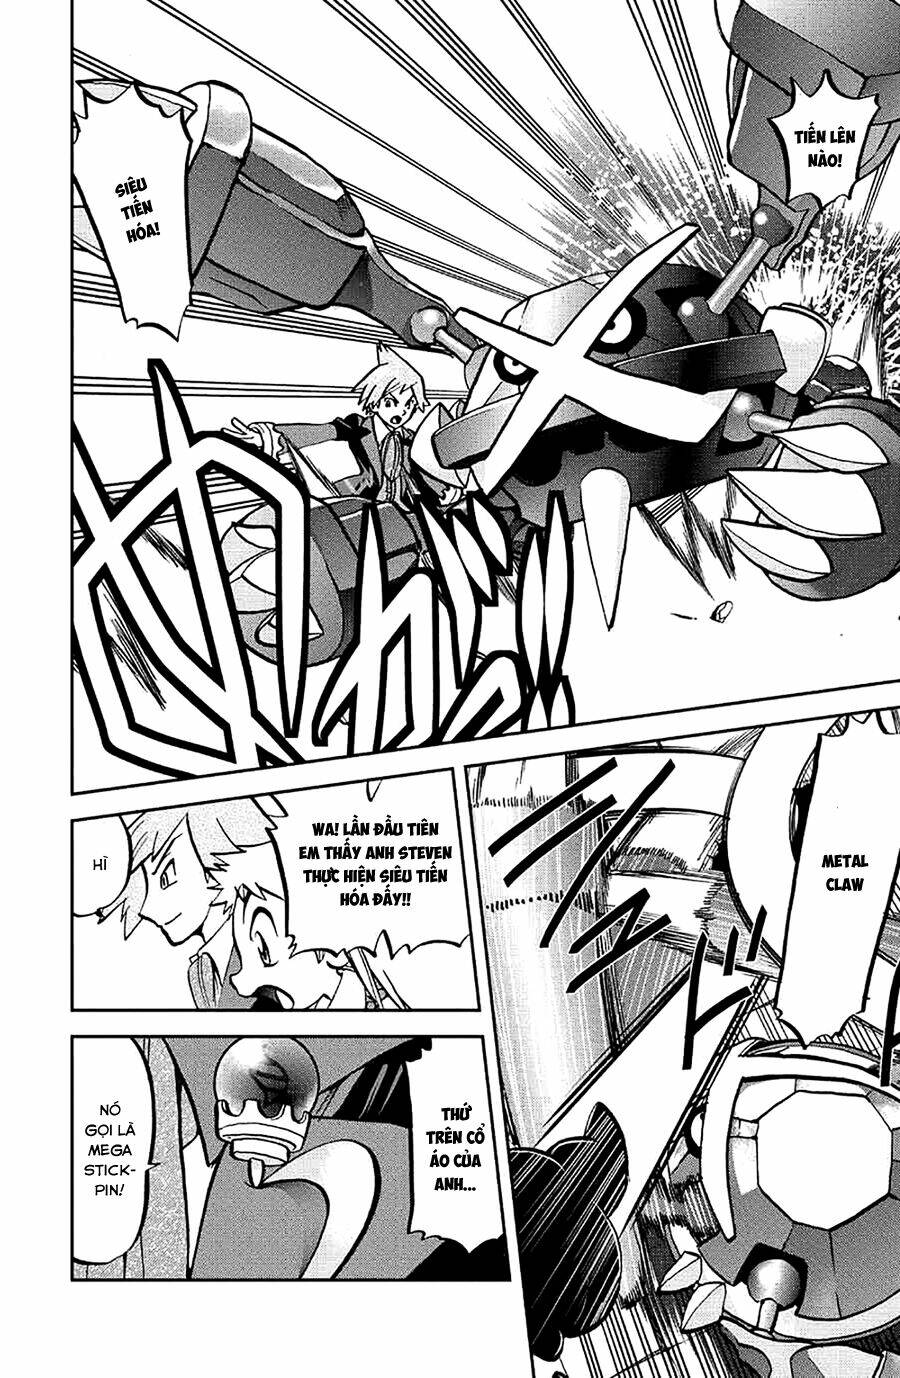 TIẾN LÊN
NÀO!
SIÊU
TIẾN
HÓA!
METAL
CLAW
WA! LẦN ĐẦU TIÊN
EM THẤY ANH STEVEN
THỰC HIỆN SIÊU TIẾN
HÓA ĐẤY!!
HÌ
THỨ
TRÊN CỔ
ÁO CỦA
ANH...
NÓ
GỌI LÀ
MEGA
STICK-
PIN!